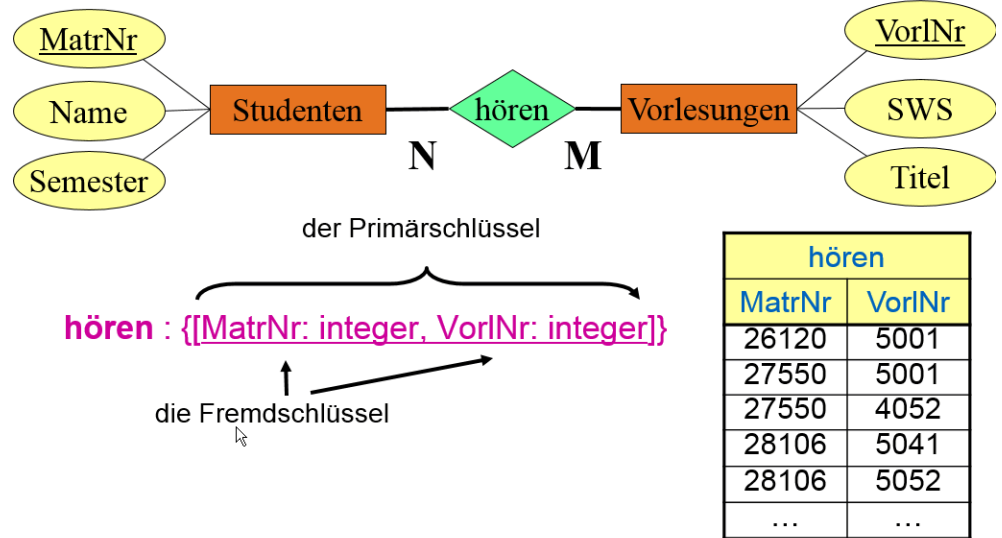 MatrNr
VorlNr
Name
Studenten
hören
Vorlesungen
SWS
N
M
Semester
Titel
der Primärschlüssel
hören : {[MatrNr: integer, VorlNr: integer]}
die Fremdschlüssel
hören
MatrNr VorlNr
26120 5001
27550 5001
27550 4052
28106 5041
28106 5052
... ...